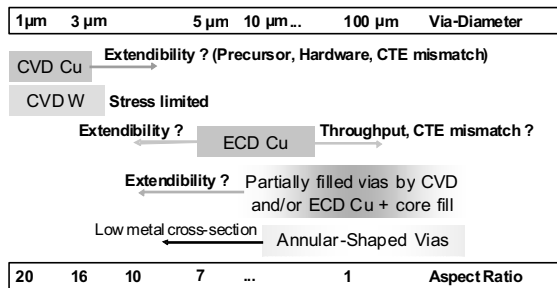 1µm 3 µm 5 µm 10 µm... 100 µm Via-Diameter
CVD Cu Extendibility ? (Precursor, Hardware, CTE mismatch)
CVD W Stress limited
Extendibility ? ECD Cu Throughput, CTE mismatch ?
Extendibility ? Partially filled vias by CVD
and/or ECD Cu + core fill
Low metal cross-section Annular-Shaped Vias
20 16 10 7 ... 1 Aspect Ratio